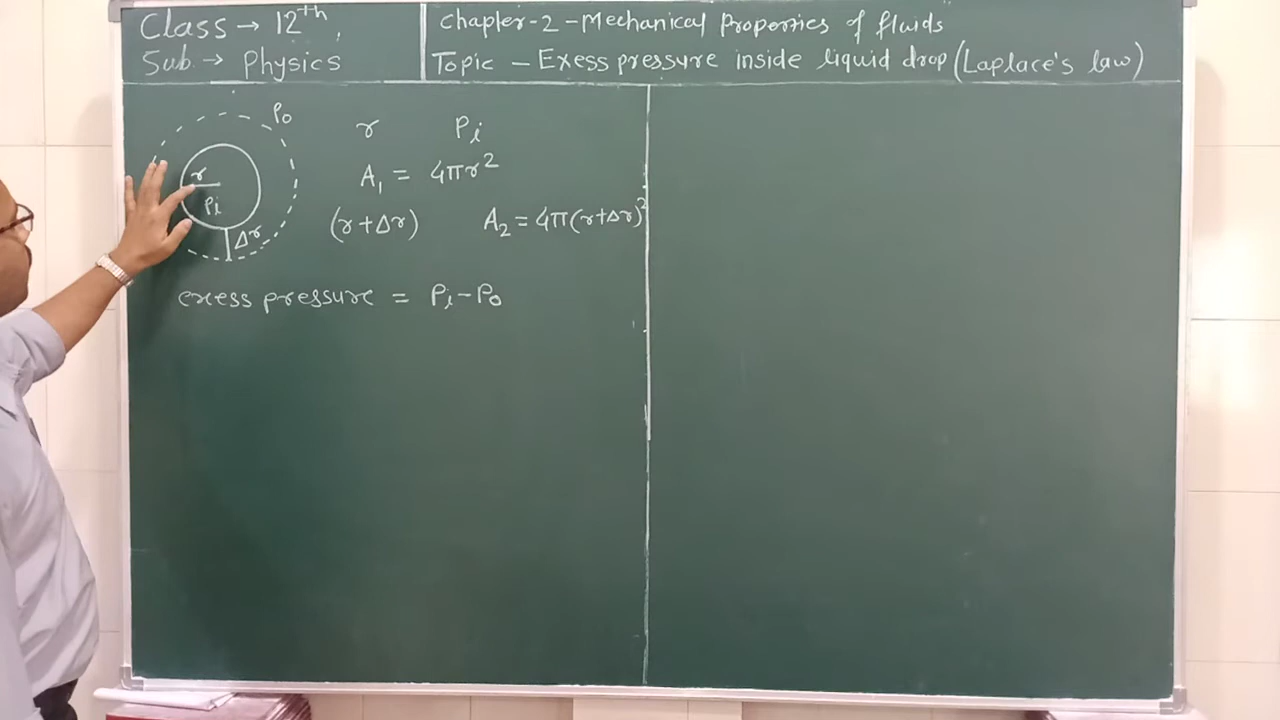 Class → 12th,
Sub → Physics
Chapler-2 - Mechanical Properties of fluids
Topic - Exess pressure inside liquid drop (Laplace's law)
P₀
r
Pi
Δr
r Pi
A₁ = 4πr²
(r+Δr) A₂ = 4π(r+Δr)²
exess pressure = Pi - P₀